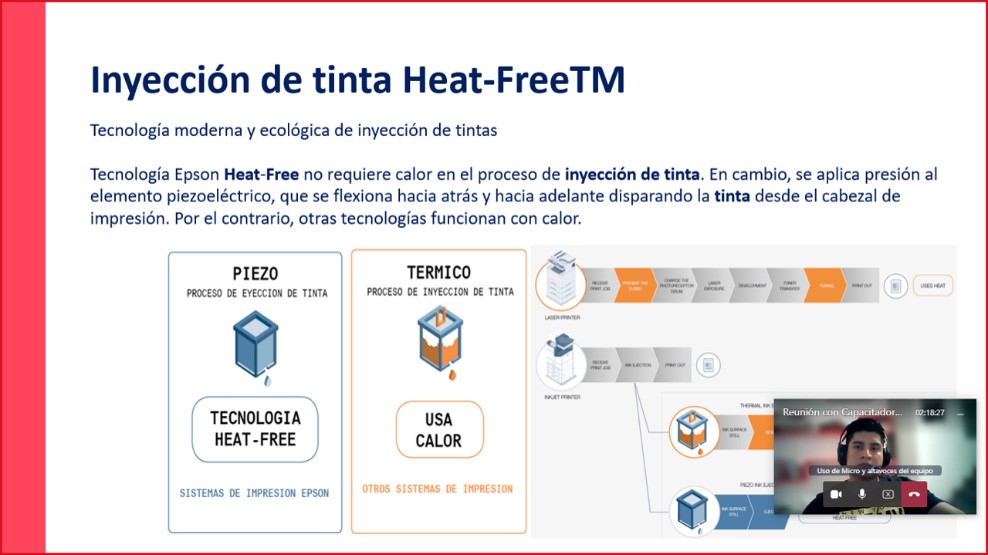 Inyección de tinta Heat-FreeTM
Tecnología moderna y ecológica de inyección de tintas
Tecnología Epson Heat-Free no requiere calor en el proceso de inyección de tinta. En cambio, se aplica presión al
elemento piezoeléctrico, que se flexiona hacia atrás y hacia adelante disparando la tinta desde el cabezal de
impresión. Por el contrario, otras tecnologías funcionan con calor.
PIEZO
PROCESO DE EYECCION DE TINTA
TECNOLOGIA
HEAT-FREE
SISTEMAS DE IMPRESION EPSON
TERMICO
PROCESO DE INYECCION DE TINTA
USA
CALOR
OTROS SISTEMAS DE IMPRESION
LASER PRINTER
RECEIVE
PRINT JOB
PREHEAT THE
FUSER
CHARGE THE
PHOTORECEPTOR
DRUM
LASER
EXPOSURE
DEVELOPMENT
TONER
TRANSFER
FUSING
PRINT OUT
USES HEAT
INKJET PRINTER
RECEIVE
PRINT JOB
INK EJECTION
PRINT OUT
THERMAL INK
INK SURFACE
STILL
PIEZO INK
INK SURFACE
STILL
HEAT-FREE
Reunión con Capacitador...
02:18:27
...
Uso de Micro y altavoces del equipo